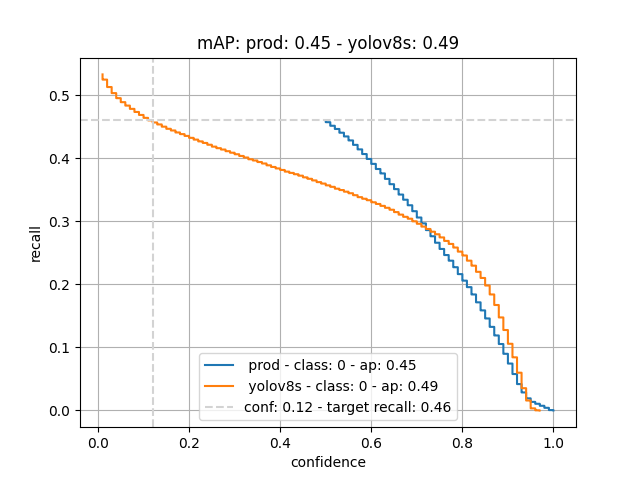 mAP: prod: 0.45 - yolov8s: 0.49
recall
0.5
0.4
0.3
0.2
0.1
0.0
prod - class: 0 - ap: 0.45
yolov8s - class: 0 - ap: 0.49
conf: 0.12 - target recall: 0.46
0.0 0.2 0.4 0.6 0.8 1.0
confidence